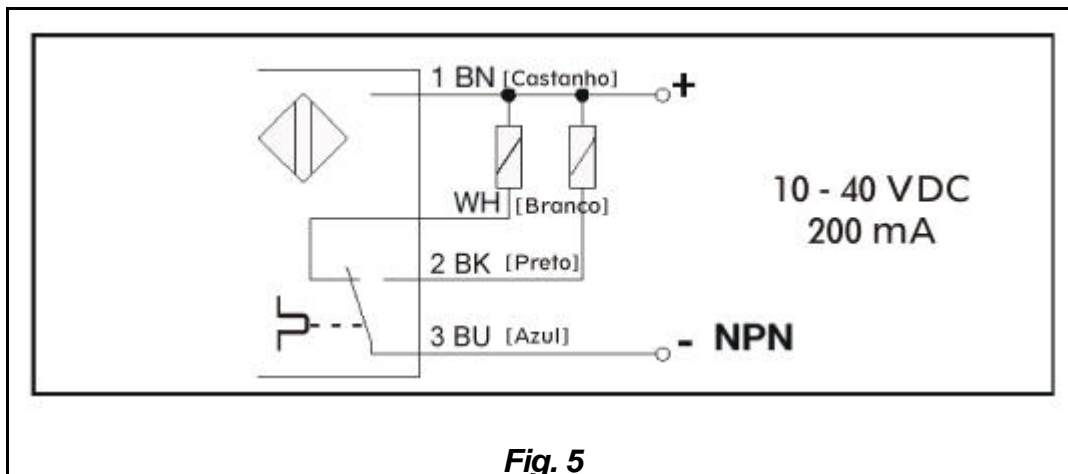 1 BN [Castanho]
+
WH [Branco]
10 - 40 VDC
200 mA
2 BK [Preto]
3 BU [Azul]
- NPN
Fig. 5